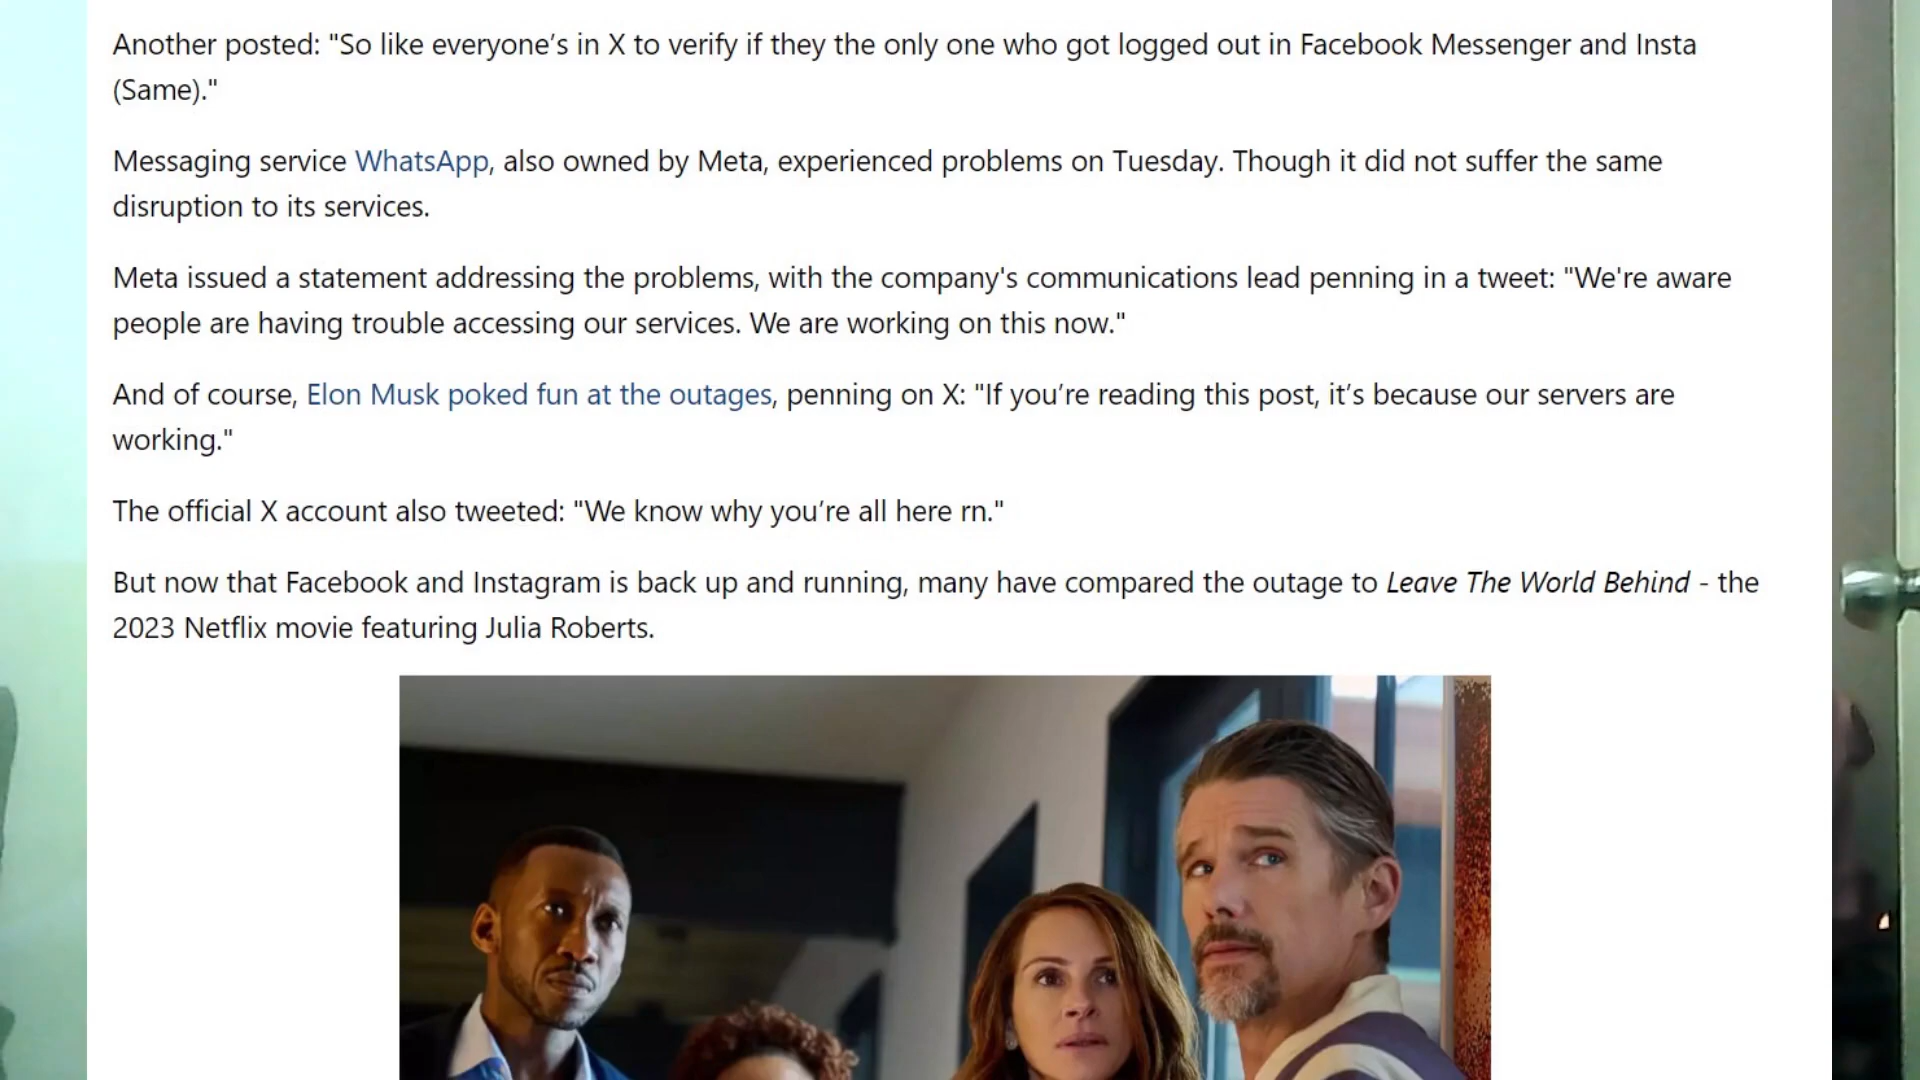 Another posted: "So like everyone’s in X to verify if they the only one who got logged out in Facebook Messenger and Insta
(Same)."
Messaging service WhatsApp, also owned by Meta, experienced problems on Tuesday. Though it did not suffer the same
disruption to its services.
Meta issued a statement addressing the problems, with the company's communications lead penning in a tweet: "We're aware
people are having trouble accessing our services. We are working on this now."
And of course, Elon Musk poked fun at the outages, penning on X: "If you’re reading this post, it’s because our servers are
working."
The official X account also tweeted: "We know why you’re all here rn."
But now that Facebook and Instagram is back up and running, many have compared the outage to Leave The World Behind - the
2023 Netflix movie featuring Julia Roberts.